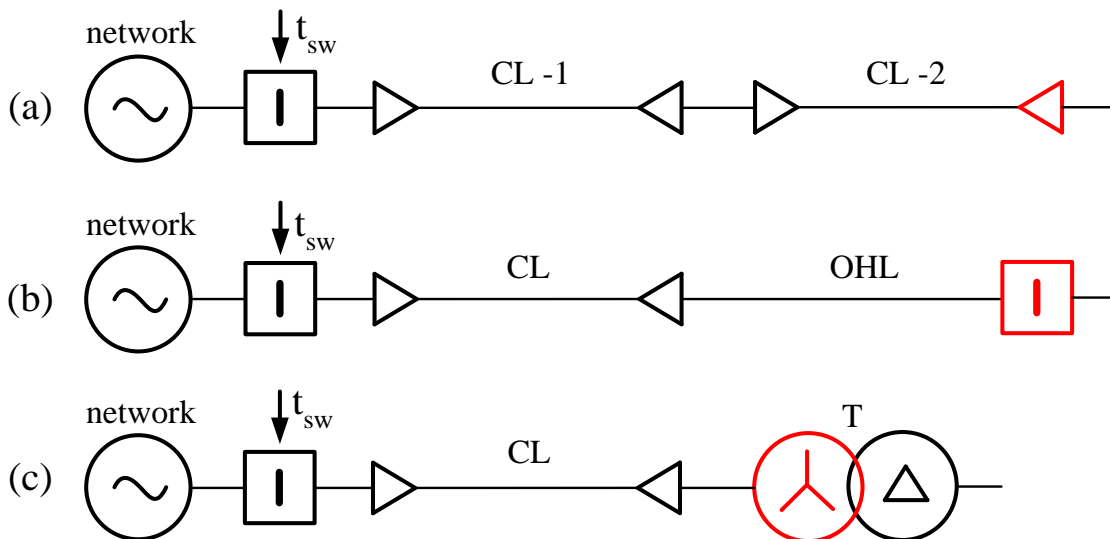 network
t_sw
(a)
CL -1
CL -2
network
t_sw
(b)
CL
OHL
network
t_sw
(c)
CL
T